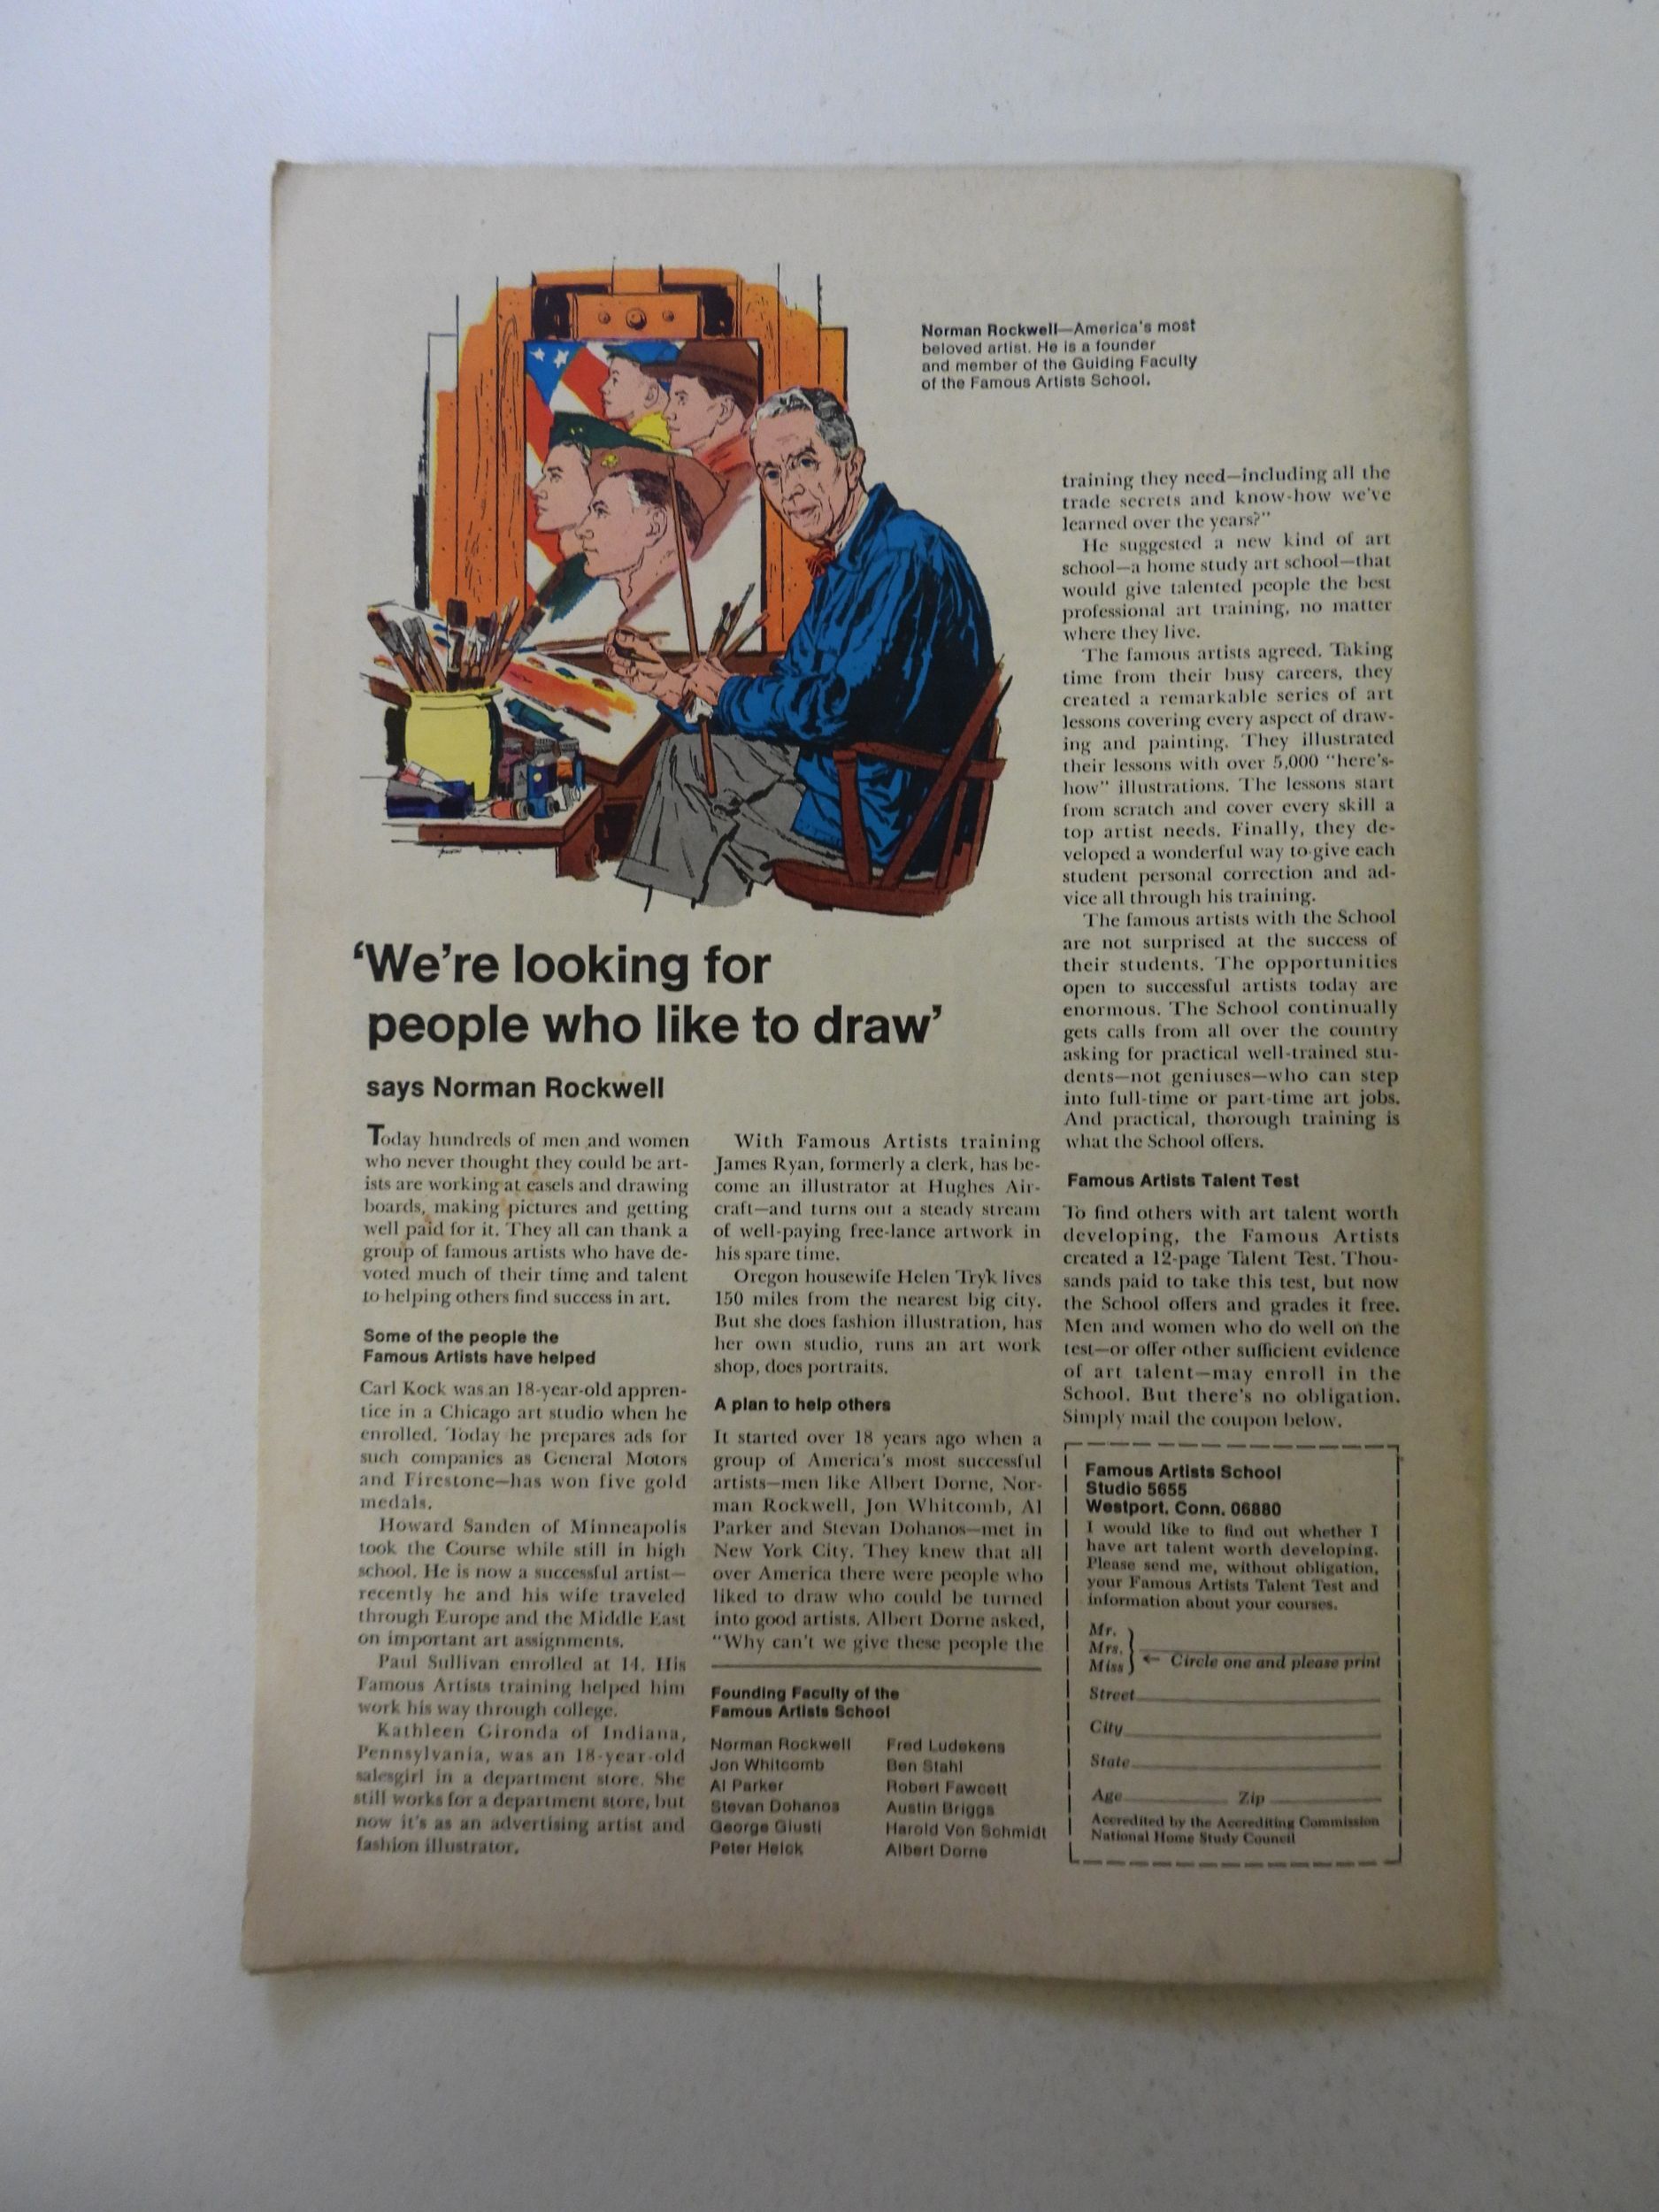 Norman Rockwell—America's most
beloved artist. He is a founder
and member of the Guiding Faculty
of the Famous Artists School.
'We're looking for
people who like to draw'
says Norman Rockwell
Today hundreds of men and women
who never thought they could be art-
ists are working at easels and drawing
boards, making pictures and getting
well paid for it. They all can thank a
group of famous artists who have de-
voted much of their time and talent
to helping others find success in art.
Some of the people the
Famous Artists have helped
Carl Kock was an 18-year-old appren-
tice in a Chicago art studio when he
enrolled. Today he prepares ads for
such companies as General Motors
and Firestone—has won five gold
medals.
Howard Sanden of Minneapolis
took the Course while still in high
school. He is now a successful artist—
recently he and his wife traveled
through Europe and the Middle East
on important art assignments.
Paul Sullivan enrolled at 14. His
Famous Artists training helped him
work his way through college.
Kathleen Gironda of Indiana,
Pennsylvania, was an 18-year-old
salesgirl in a department store. She
still works for a department store, but
now it's as an advertising artist and
fashion illustrator.
With Famous Artists training
James Ryan, formerly a clerk, has be-
come an illustrator at Hughes Air-
craft—and turns out a steady stream
of well-paying free-lance artwork in
his spare time.
Oregon housewife Helen Tryk lives
150 miles from the nearest big city.
But she does fashion illustration, has
her own studio, runs an art work
shop, does portraits.
A plan to help others
It started over 18 years ago when a
group of America's most successful
artists—men like Albert Dorne, Nor-
man Rockwell, Jon Whitcomb, Al
Parker and Stevan Dohanos—met in
New York City. They knew that all
over America there were people who
liked to draw who could be turned
into good artists. Albert Dorne asked,
"Why can't we give these people the
training they need—including all the
trade secrets and know-how we've
learned over the years?"
He suggested a new kind of art
school—a home study art school—that
would give talented people the best
professional art training, no matter
where they live.
The famous artists agreed. Taking
time from their busy careers, they
created a remarkable series of art
lessons covering every aspect of draw-
ing and painting. They illustrated
their lessons with over 5,000 "here's-
how" illustrations. The lessons start
from scratch and cover every skill a
top artist needs. Finally, they de-
veloped a wonderful way to give each
student personal correction and ad-
vice all through his training.
The famous artists with the School
are not surprised at the success of
their students. The opportunities
open to successful artists today are
enormous. The School continually
gets calls from all over the country
asking for practical well-trained stu-
dents—not geniuses—who can step
into full-time or part-time art jobs.
And practical, thorough training is
what the School offers.
Famous Artists Talent Test
To find others with art talent worth
developing, the Famous Artists
created a 12-page Talent Test. Thou-
sands paid to take this test, but now
the School offers and grades it free.
Men and women who do well on the
test—or offer other sufficient evidence
of art talent—may enroll in the
School. But there's no obligation.
Simply mail the coupon below.
Founding Faculty of the
Famous Artists School
Norman Rockwell
Jon Whitcomb
Al Parker
Stevan Dohanos
George Giusti
Peter Helck
Fred Ludekens
Ben Stahl
Robert Fawcett
Austin Briggs
Harold Von Schmidt
Albert Dorne
Famous Artists School
Studio 5655
Westport, Conn. 06880
I would like to find out whether I
have art talent worth developing.
Please send me, without obligation,
your Famous Artists Talent Test and
information about your courses.
Mr.
Mrs.
Miss
← Circle one and please print
Street
City
State
Age Zip
Accredited by the Accrediting Commission
National Home Study Council